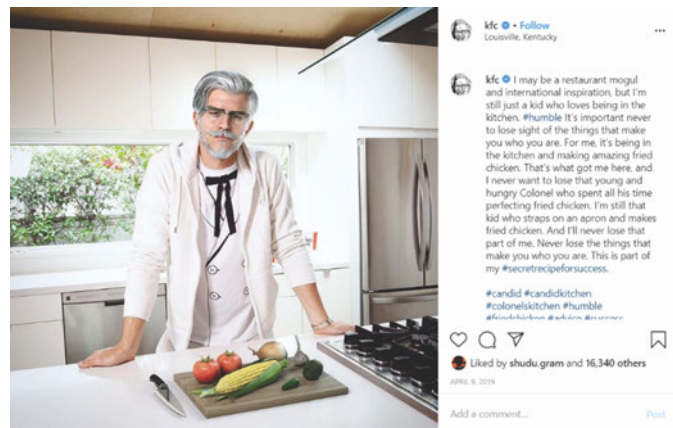 kfc • Follow
Louisville, Kentucky
kfc I may be a restaurant mogul
and international inspiration, but I'm
still just a kid who loves being in the
kitchen. #humble It's important never
to lose sight of the things that make
you who you are. For me, it's being in
the kitchen and making amazing fried
chicken. That's what got me here, and
I never want to lose that young and
hungry Colonel who spent all his time
perfecting fried chicken. I'm still that
kid who straps on an apron and makes
fried chicken. And I'll never lose that
part of me. Never lose the things that
make you who you are. This is part of
my #secretrecipeforsuccess.
#candid #candidkitchen
#colonelskitchen #humble
#friedchicken #advice #success
Liked by shudu.gram and 16,340 others
APRIL 9, 2019
Add a comment...
Post